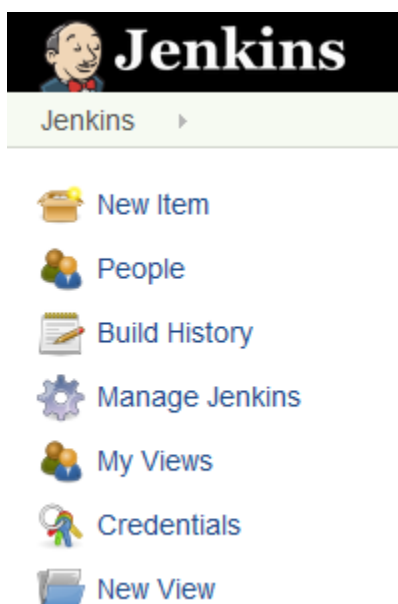 Jenkins
Jenkins
New Item
People
Build History
Manage Jenkins
My Views
Credentials
New View